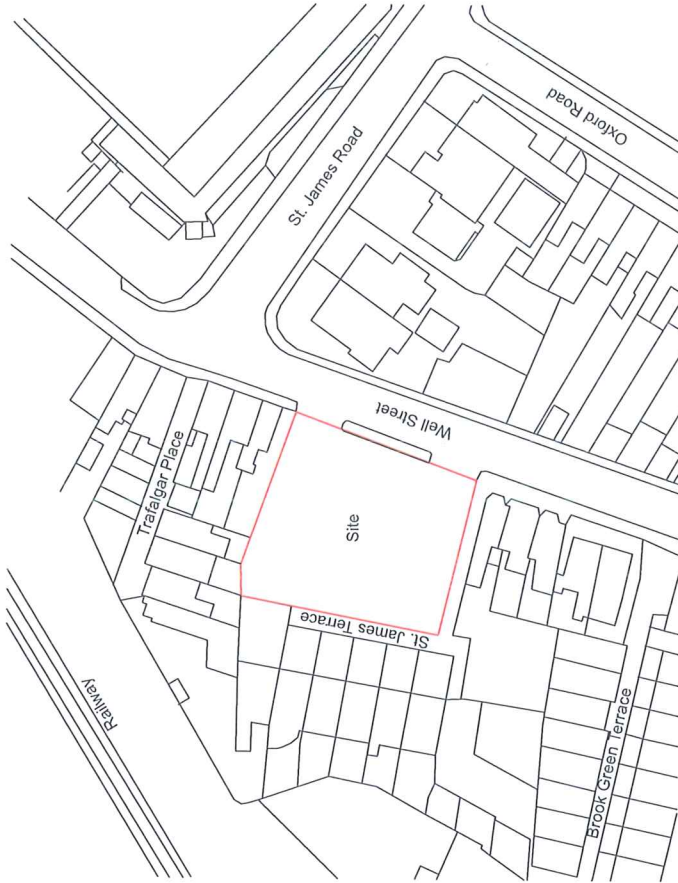 Oxford Road
St. James Road
Well Street
Trafalgar Place
Site
St. James Terrace
Railway
Brook Green Terrace